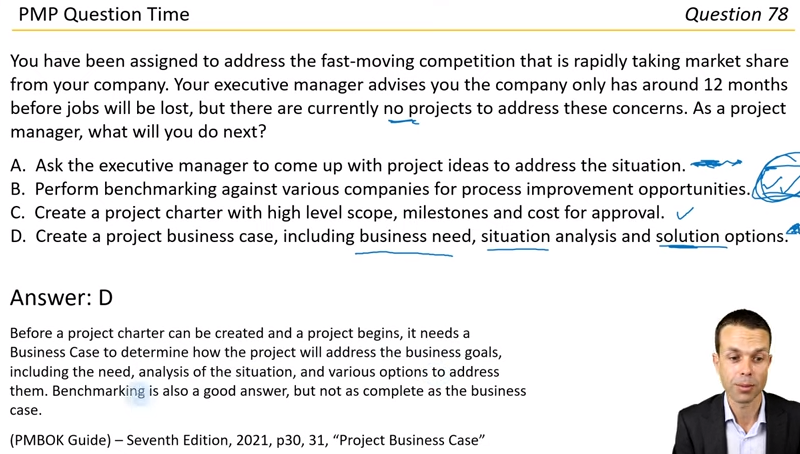 PMP Question Time
Question 78
You have been assigned to address the fast-moving competition that is rapidly taking market share
from your company. Your executive manager advises you the company only has around 12 months
before jobs will be lost, but there are currently no projects to address these concerns. As a project
manager, what will you do next?
A. Ask the executive manager to come up with project ideas to address the situation.
B. Perform benchmarking against various companies for process improvement opportunities.
C. Create a project charter with high level scope, milestones and cost for approval.
D. Create a project business case, including business need, situation analysis and solution options.
Answer: D
Before a project charter can be created and a project begins, it needs a
Business Case to determine how the project will address the business goals,
including the need, analysis of the situation, and various options to address
them. Benchmarking is also a good answer, but not as complete as the business
case.
(PMBOK Guide) – Seventh Edition, 2021, p30, 31, “Project Business Case”